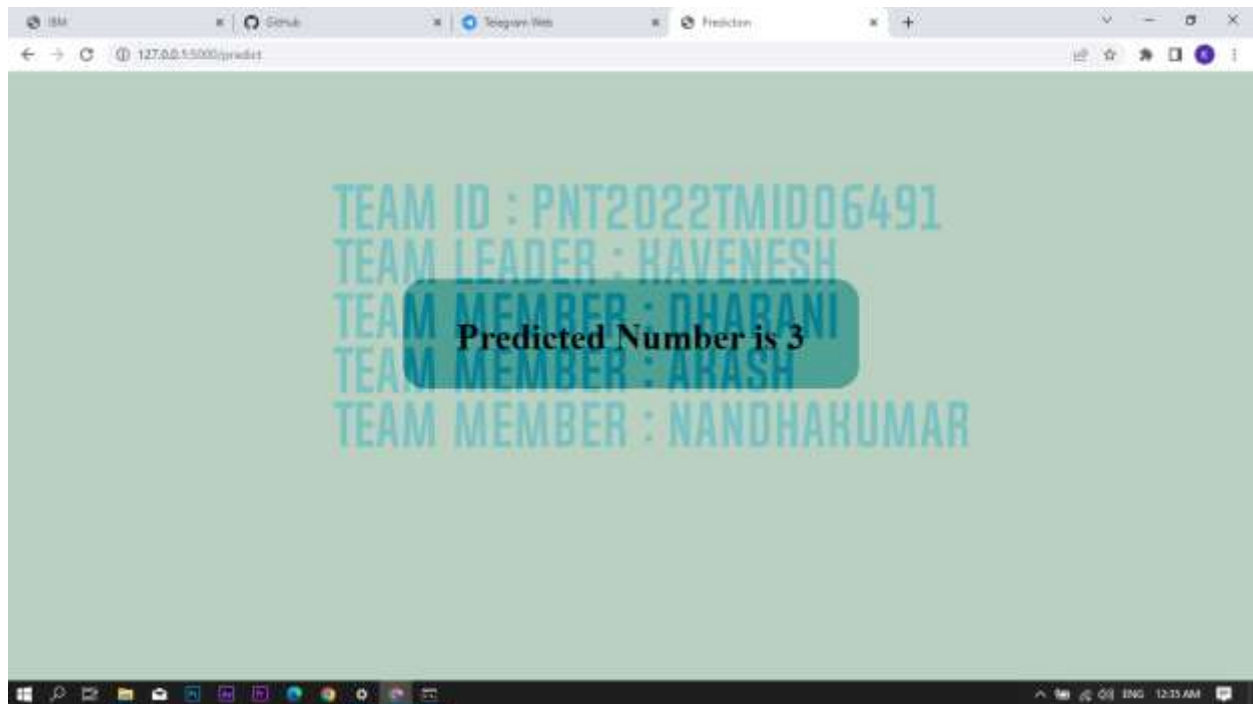 IBM
GitHub
Telegram Web
Prediction
127.0.0.1:5000/predict
TEAM ID : PNT2022TMID06491
TEAM LEADER : KAVENESH
TEAM MEMBER : DHARANI
Predicted Number is 3
TEAM MEMBER : AKASH
TEAM MEMBER : NANDHAKUMAR
ENG
12:35 AM